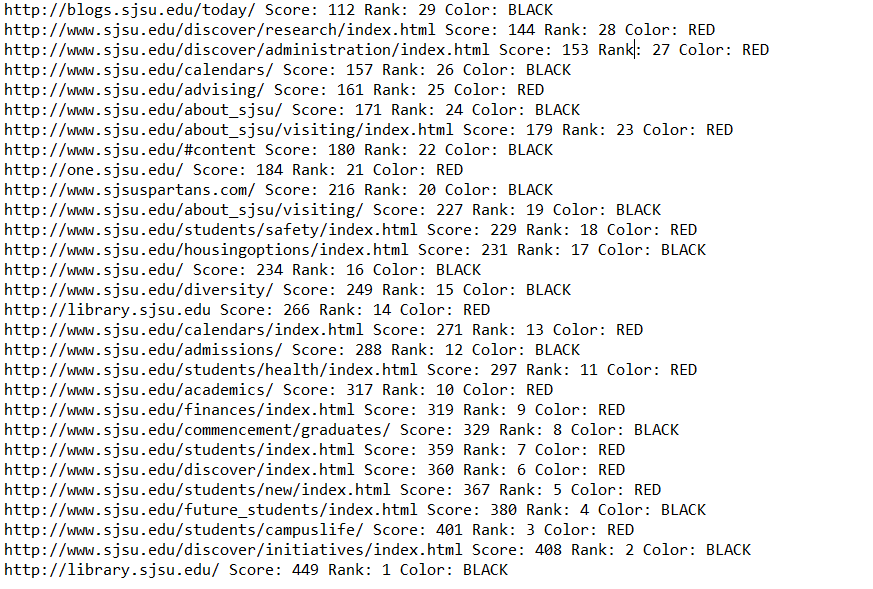 http://blogs.sjsu.edu/today/ Score: 112 Rank: 29 Color: BLACK
http://www.sjsu.edu/discover/research/index.html Score: 144 Rank: 28 Color: RED
http://www.sjsu.edu/discover/administration/index.html Score: 153 Rank: 27 Color: RED
http://www.sjsu.edu/calendars/ Score: 157 Rank: 26 Color: BLACK
http://www.sjsu.edu/advising/ Score: 161 Rank: 25 Color: RED
http://www.sjsu.edu/about_sjsu/ Score: 171 Rank: 24 Color: BLACK
http://www.sjsu.edu/about_sjsu/visiting/index.html Score: 179 Rank: 23 Color: RED
http://www.sjsu.edu/#content Score: 180 Rank: 22 Color: BLACK
http://one.sjsu.edu/ Score: 184 Rank: 21 Color: RED
http://www.sjsuspartans.com/ Score: 216 Rank: 20 Color: BLACK
http://www.sjsu.edu/about_sjsu/visiting/ Score: 227 Rank: 19 Color: BLACK
http://www.sjsu.edu/students/safety/index.html Score: 229 Rank: 18 Color: RED
http://www.sjsu.edu/housingoptions/index.html Score: 231 Rank: 17 Color: BLACK
http://www.sjsu.edu/ Score: 234 Rank: 16 Color: BLACK
http://www.sjsu.edu/diversity/ Score: 249 Rank: 15 Color: BLACK
http://library.sjsu.edu Score: 266 Rank: 14 Color: RED
http://www.sjsu.edu/calendars/index.html Score: 271 Rank: 13 Color: RED
http://www.sjsu.edu/admissions/ Score: 288 Rank: 12 Color: BLACK
http://www.sjsu.edu/students/health/index.html Score: 297 Rank: 11 Color: RED
http://www.sjsu.edu/academics/ Score: 317 Rank: 10 Color: RED
http://www.sjsu.edu/finances/index.html Score: 319 Rank: 9 Color: RED
http://www.sjsu.edu/commencement/graduates/ Score: 329 Rank: 8 Color: BLACK
http://www.sjsu.edu/students/index.html Score: 359 Rank: 7 Color: RED
http://www.sjsu.edu/discover/index.html Score: 360 Rank: 6 Color: RED
http://www.sjsu.edu/students/new/index.html Score: 367 Rank: 5 Color: RED
http://www.sjsu.edu/future_students/index.html Score: 380 Rank: 4 Color: BLACK
http://www.sjsu.edu/students/campuslife/ Score: 401 Rank: 3 Color: RED
http://www.sjsu.edu/discover/initiatives/index.html Score: 408 Rank: 2 Color: BLACK
http://library.sjsu.edu/ Score: 449 Rank: 1 Color: BLACK